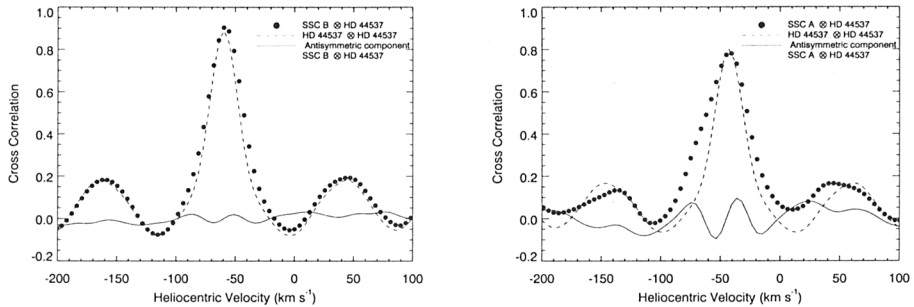 1.0
0.8
0.6
0.4
0.2
0.0
-0.2
Cross Correlation
SSC B ⊗ HD 44537
HD 44537 ⊗ HD 44537
Antisymmetric component
SSC B ⊗ HD 44537
-200 -150 -100 -50 0 50 100
Heliocentric Velocity (km s⁻¹)
1.0
0.8
0.6
0.4
0.2
0.0
-0.2
Cross Correlation
SSC A ⊗ HD 44537
HD 44537 ⊗ HD 44537
Antisymmetric component
SSC A ⊗ HD 44537
-200 -150 -100 -50 0 50 100
Heliocentric Velocity (km s⁻¹)